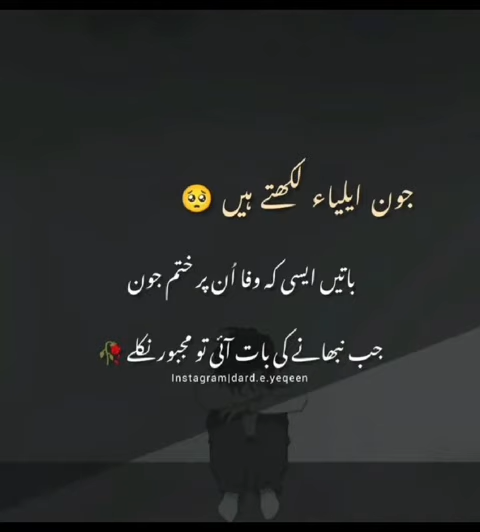 جون ایلیاء لکھتے ہیں 🥺
باتیں ایسی کہ وفا اُن پر ختم جون
جب نبھانے کی بات آئی تو مجبور نکلے 🥀
Instagram|dard.e.yeqeen